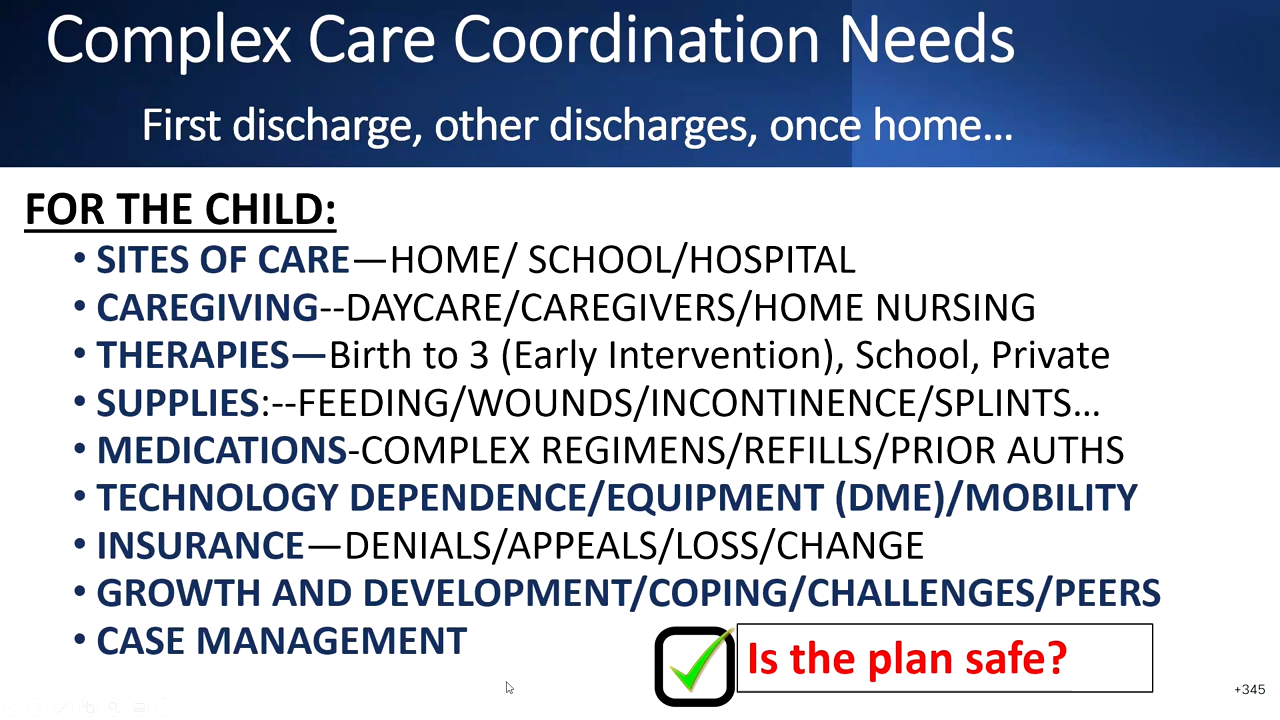 Complex Care Coordination Needs
First discharge, other discharges, once home…
FOR THE CHILD:
• SITES OF CARE—HOME/ SCHOOL/HOSPITAL
• CAREGIVING--DAYCARE/CAREGIVERS/HOME NURSING
• THERAPIES—Birth to 3 (Early Intervention), School, Private
• SUPPLIES:--FEEDING/WOUNDS/INCONTINENCE/SPLINTS…
• MEDICATIONS-COMPLEX REGIMENS/REFILLS/PRIOR AUTHS
• TECHNOLOGY DEPENDENCE/EQUIPMENT (DME)/MOBILITY
• INSURANCE—DENIALS/APPEALS/LOSS/CHANGE
• GROWTH AND DEVELOPMENT/COPING/CHALLENGES/PEERS
• CASE MANAGEMENT
Is the plan safe?
+345